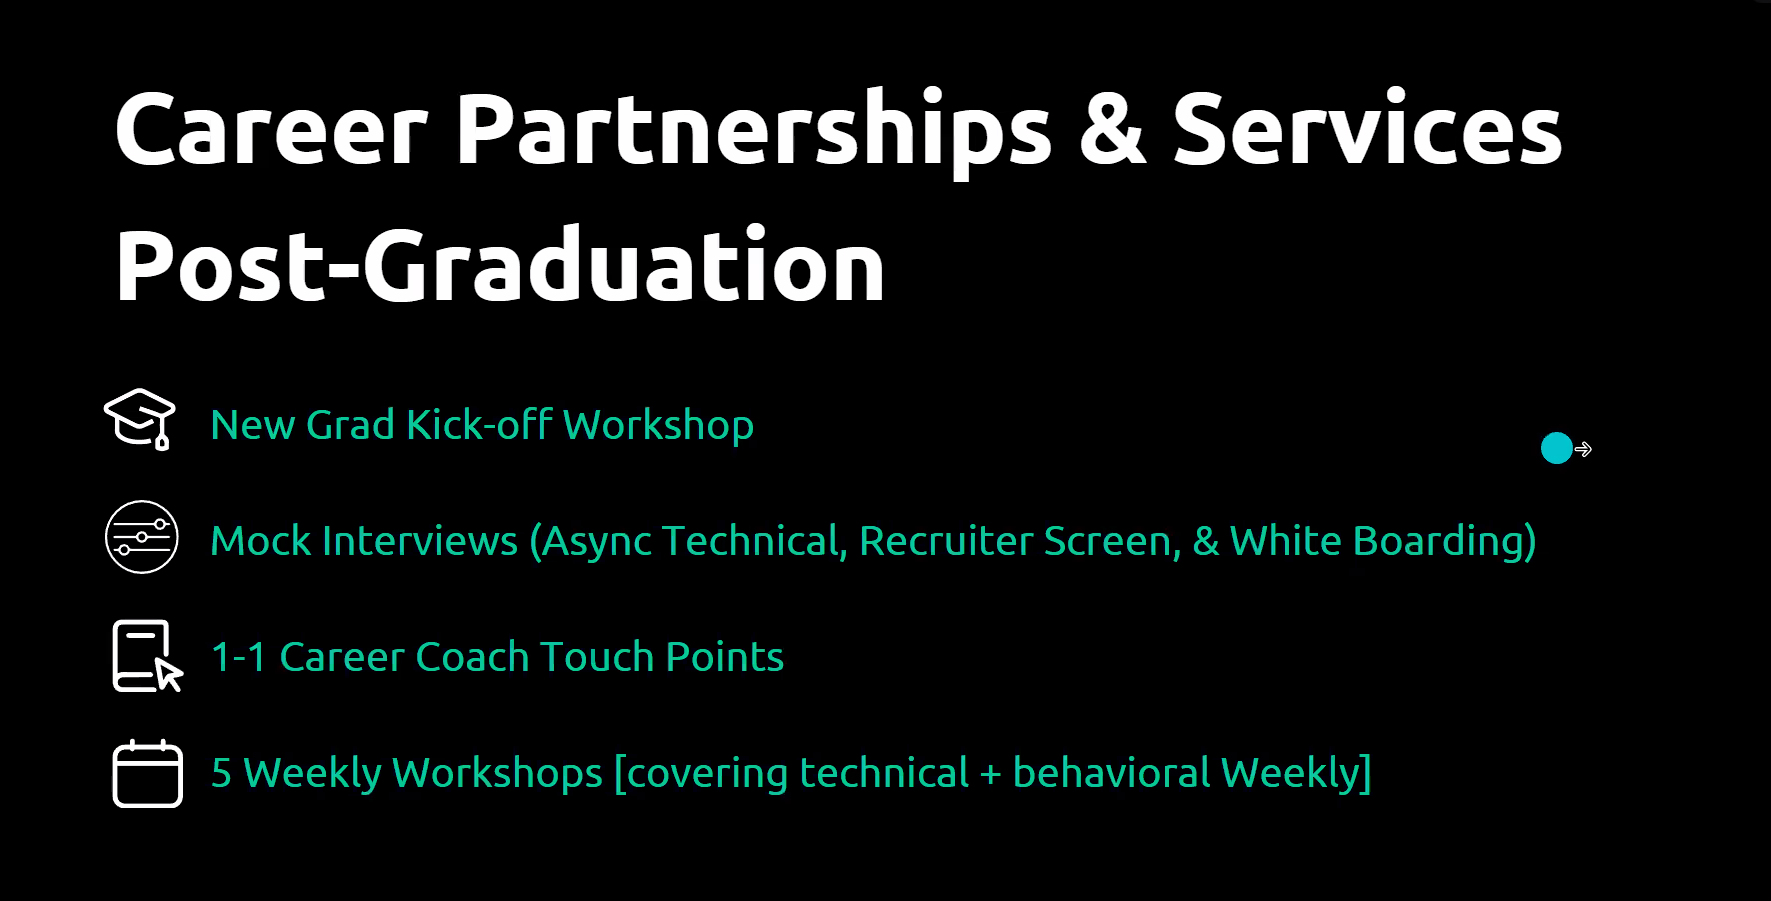 Career Partnerships & Services
Post-Graduation
New Grad Kick-off Workshop
Mock Interviews (Async Technical, Recruiter Screen, & White Boarding)
1-1 Career Coach Touch Points
5 Weekly Workshops [covering technical + behavioral Weekly]